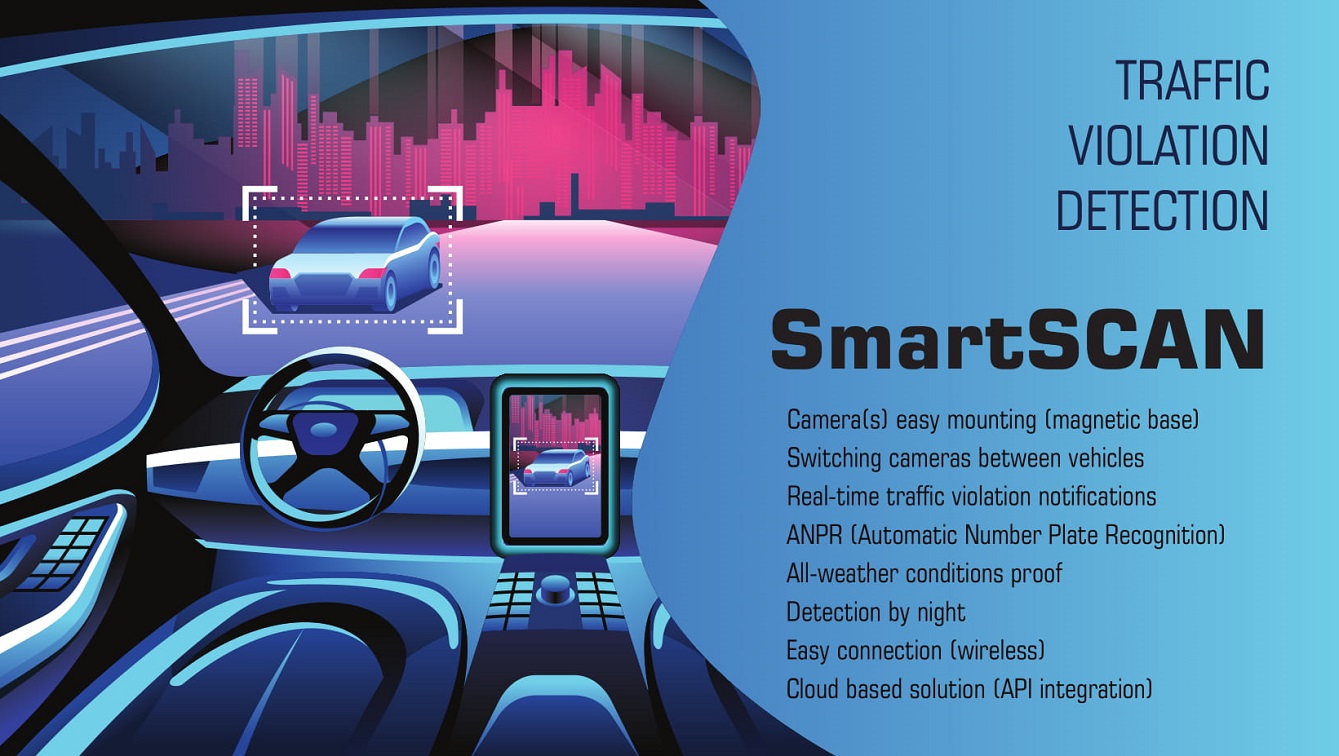 TRAFFIC
VIOLATION
DETECTION
SmartSCAN
Camera(s) easy mounting (magnetic base)
Switching cameras between vehicles
Real-time traffic violation notifications
ANPR (Automatic Number Plate Recognition)
All-weather conditions proof
Detection by night
Easy connection (wireless)
Cloud based solution (API integration)